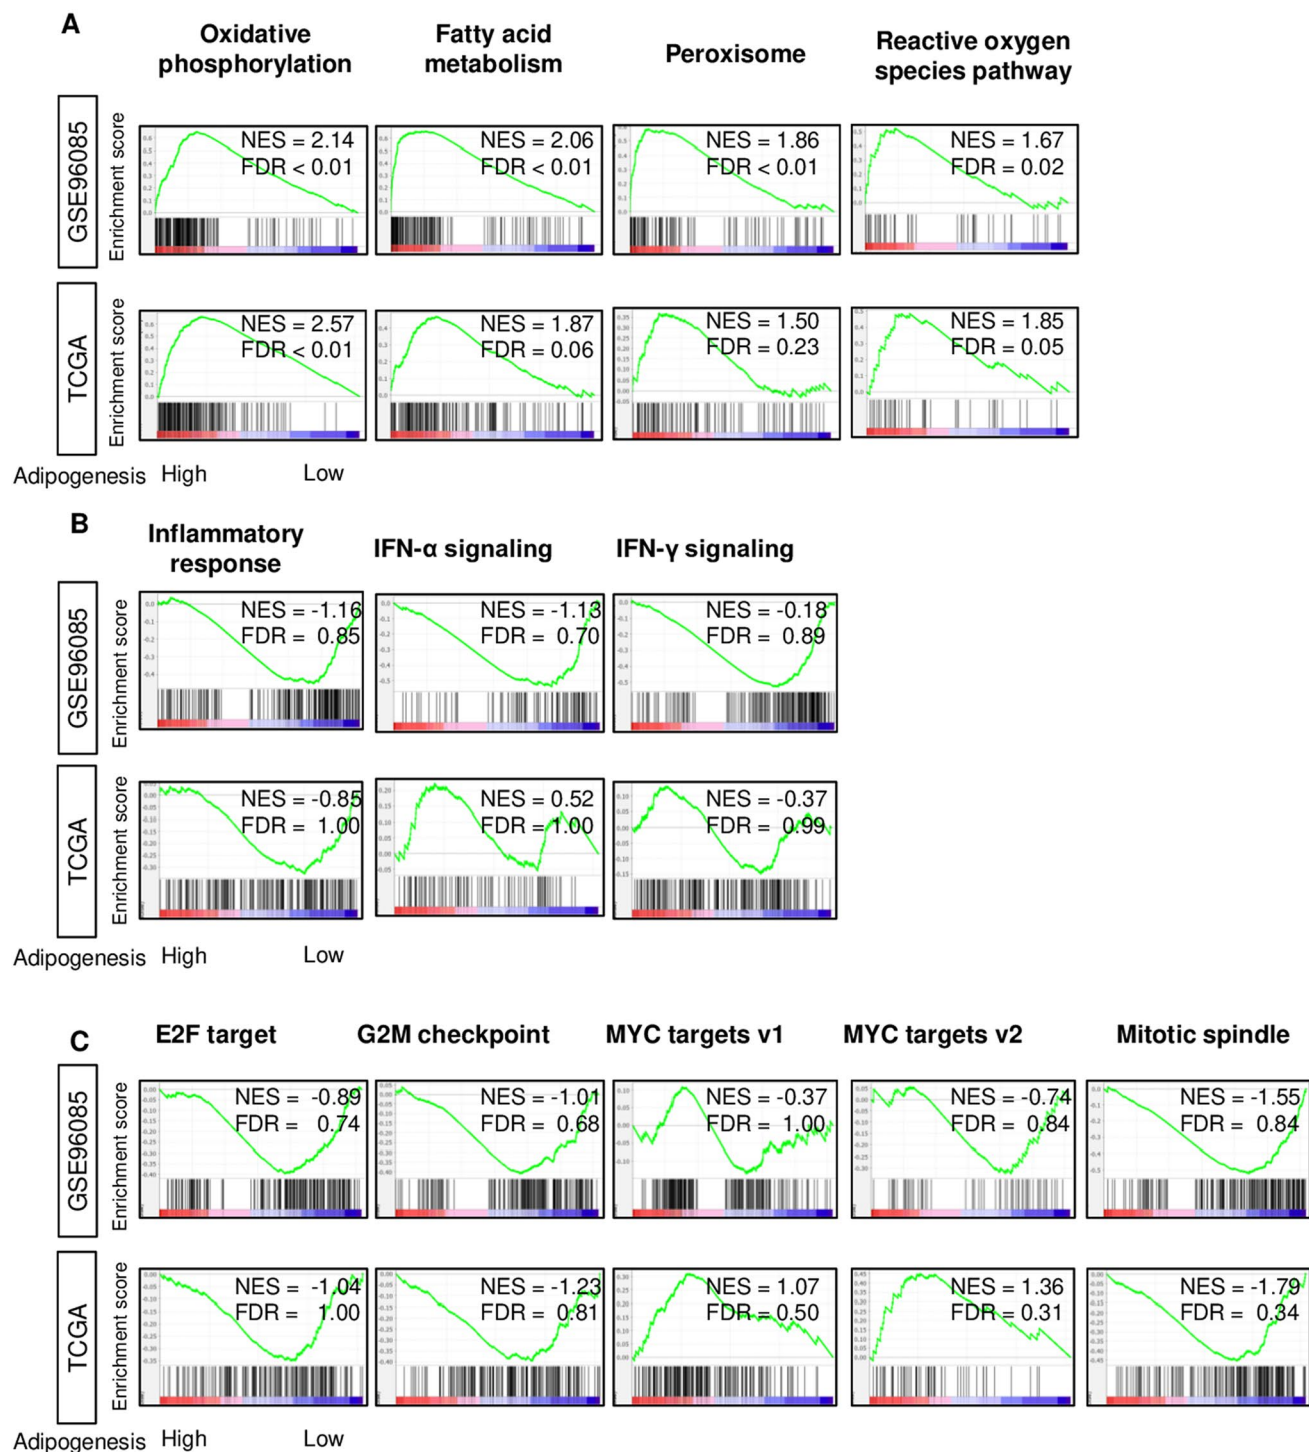 A
Oxidative
phosphorylation
Fatty acid
metabolism
Peroxisome
Reactive oxygen
species pathway
GSE96085
Enrichment score
NES = 2.14
FDR < 0.01
NES = 2.06
FDR < 0.01
NES = 1.86
FDR < 0.01
NES = 1.67
FDR = 0.02
TCGA
Enrichment score
NES = 2.57
FDR < 0.01
NES = 1.87
FDR = 0.06
NES = 1.50
FDR = 0.23
NES = 1.85
FDR = 0.05
Adipogenesis High Low
B
Inflammatory
response
IFN-α signaling
IFN-γ signaling
GSE96085
Enrichment score
NES = -1.16
FDR = 0.85
NES = -1.13
FDR = 0.70
NES = -0.18
FDR = 0.89
TCGA
Enrichment score
NES = -0.85
FDR = 1.00
NES = 0.52
FDR = 1.00
NES = -0.37
FDR = 0.99
Adipogenesis High Low
C
E2F target
G2M checkpoint
MYC targets v1
MYC targets v2
Mitotic spindle
GSE96085
Enrichment score
NES = -0.89
FDR = 0.74
NES = -1.01
FDR = 0.68
NES = -0.37
FDR = 1.00
NES = -0.74
FDR = 0.84
NES = -1.55
FDR = 0.84
TCGA
Enrichment score
NES = -1.04
FDR = 1.00
NES = -1.23
FDR = 0.81
NES = 1.07
FDR = 0.50
NES = 1.36
FDR = 0.31
NES = -1.79
FDR = 0.34
Adipogenesis High Low